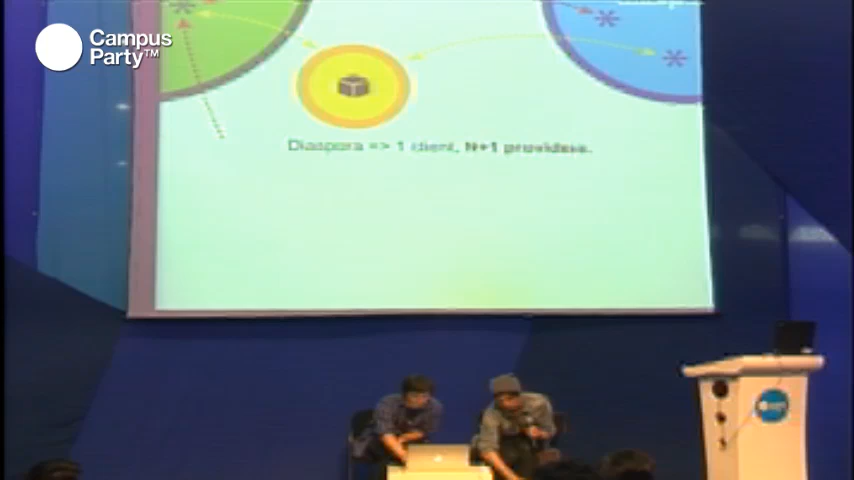 Campus
Party™
Diaspora => 1 client, N+1 providers.